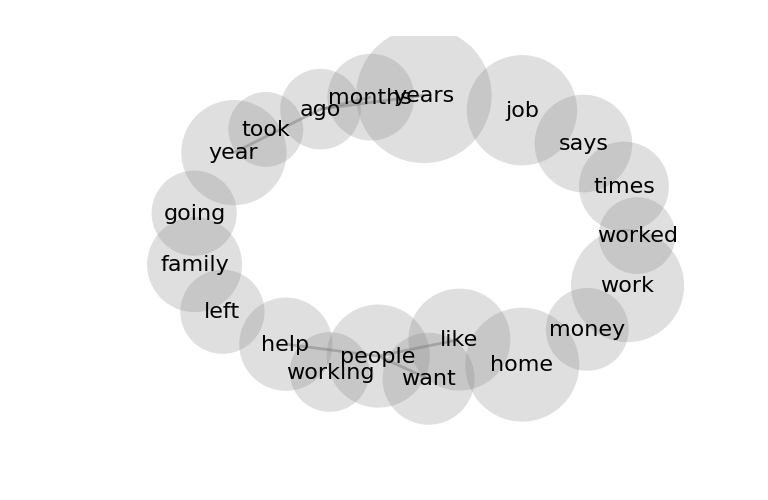 years
months
job
ago
took
says
year
times
going
worked
family
work
left
money
like
help
people
home
working
want